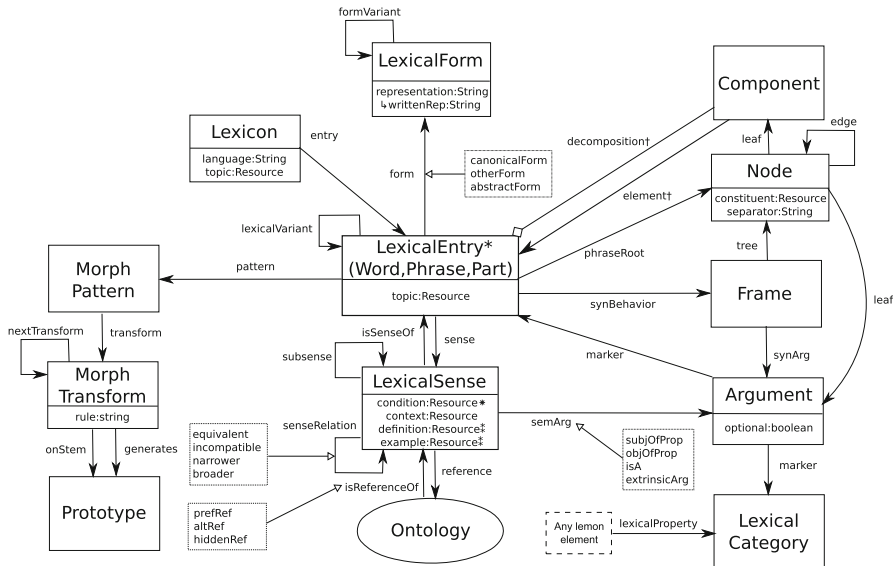 formVariant
LexicalForm
representation:String
↳writtenRep:String
Component
Lexicon
language:String
topic:Resource
entry
form
canonicalForm
otherForm
abstractForm
decomposition†
element†
leaf
edge
Node
constituent:Resource
separator:String
lexicalVariant
LexicalEntry*
(Word,Phrase,Part)
topic:Resource
phraseRoot
tree
Morph
Pattern
pattern
synBehavior
Frame
leaf
nextTransform
transform
isSenseOf
sense
subsense
marker
synArg
Morph
Transform
rule:string
LexicalSense
condition:Resource*
context:Resource
definition:Resource‡
example:Resource‡
Argument
optional:boolean
senseRelation
equivalent
incompatible
narrower
broader
semArg
subjOfProp
objOfProp
isA
extrinsicArg
onStem
generates
marker
reference
isReferenceOf
Prototype
prefRef
altRef
hiddenRef
Ontology
Any lemon
element
lexicalProperty
Lexical
Category